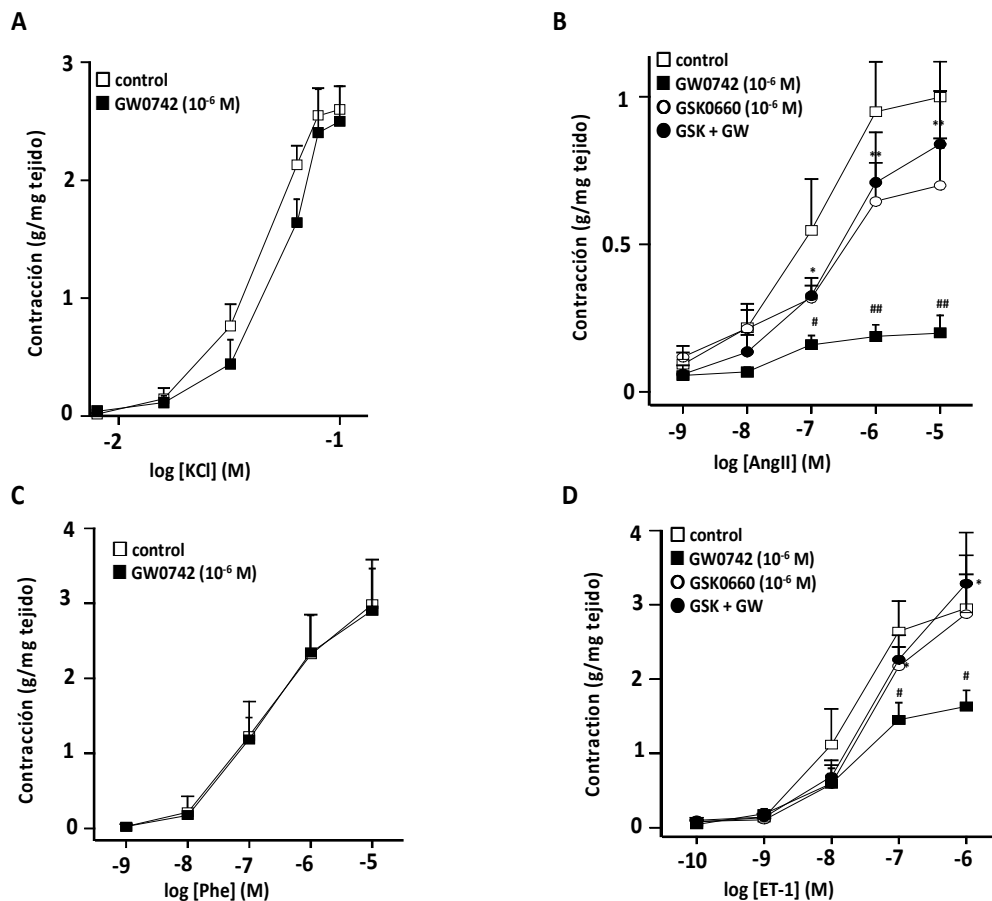 A
3
control
GW0742 (10⁻⁶ M)
2
1
0
Contracción (g/mg tejido)
-2
-1
log [KCl] (M)
B
control
GW0742 (10⁻⁶ M)
GSK0660 (10⁻⁶ M)
GSK + GW
1
0.5
0
Contracción (g/mg tejido)
*
**
**
#
##
##
-9
-8
-7
-6
-5
log [AngII] (M)
C
4
control
GW0742 (10⁻⁶ M)
3
2
1
0
Contracción (g/mg tejido)
-9
-8
-7
-6
-5
log [Phe] (M)
D
4
control
GW0742 (10⁻⁶ M)
GSK0660 (10⁻⁶ M)
GSK + GW
3
2
1
0
Contraction (g/mg tejido)
*
*
#
#
-10
-9
-8
-7
-6
log [ET-1] (M)